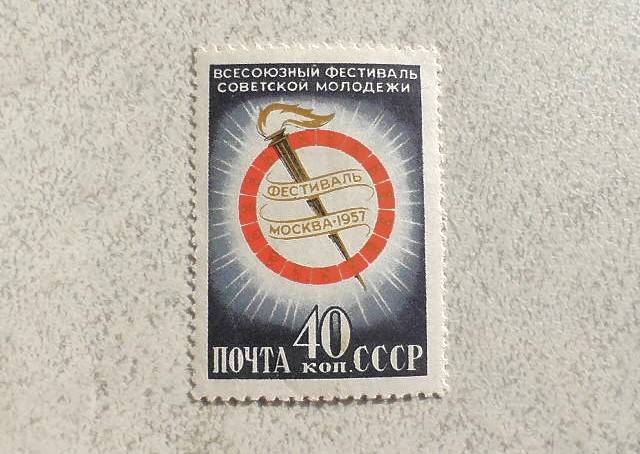 ВСЕСОЮЗНЫЙ ФЕСТИВАЛЬ
СОВЕТСКОЙ МОЛОДЕЖИ
ФЕСТИВАЛЬ
МОСКВА·1957
ПОЧТА 40 КОП. СССР